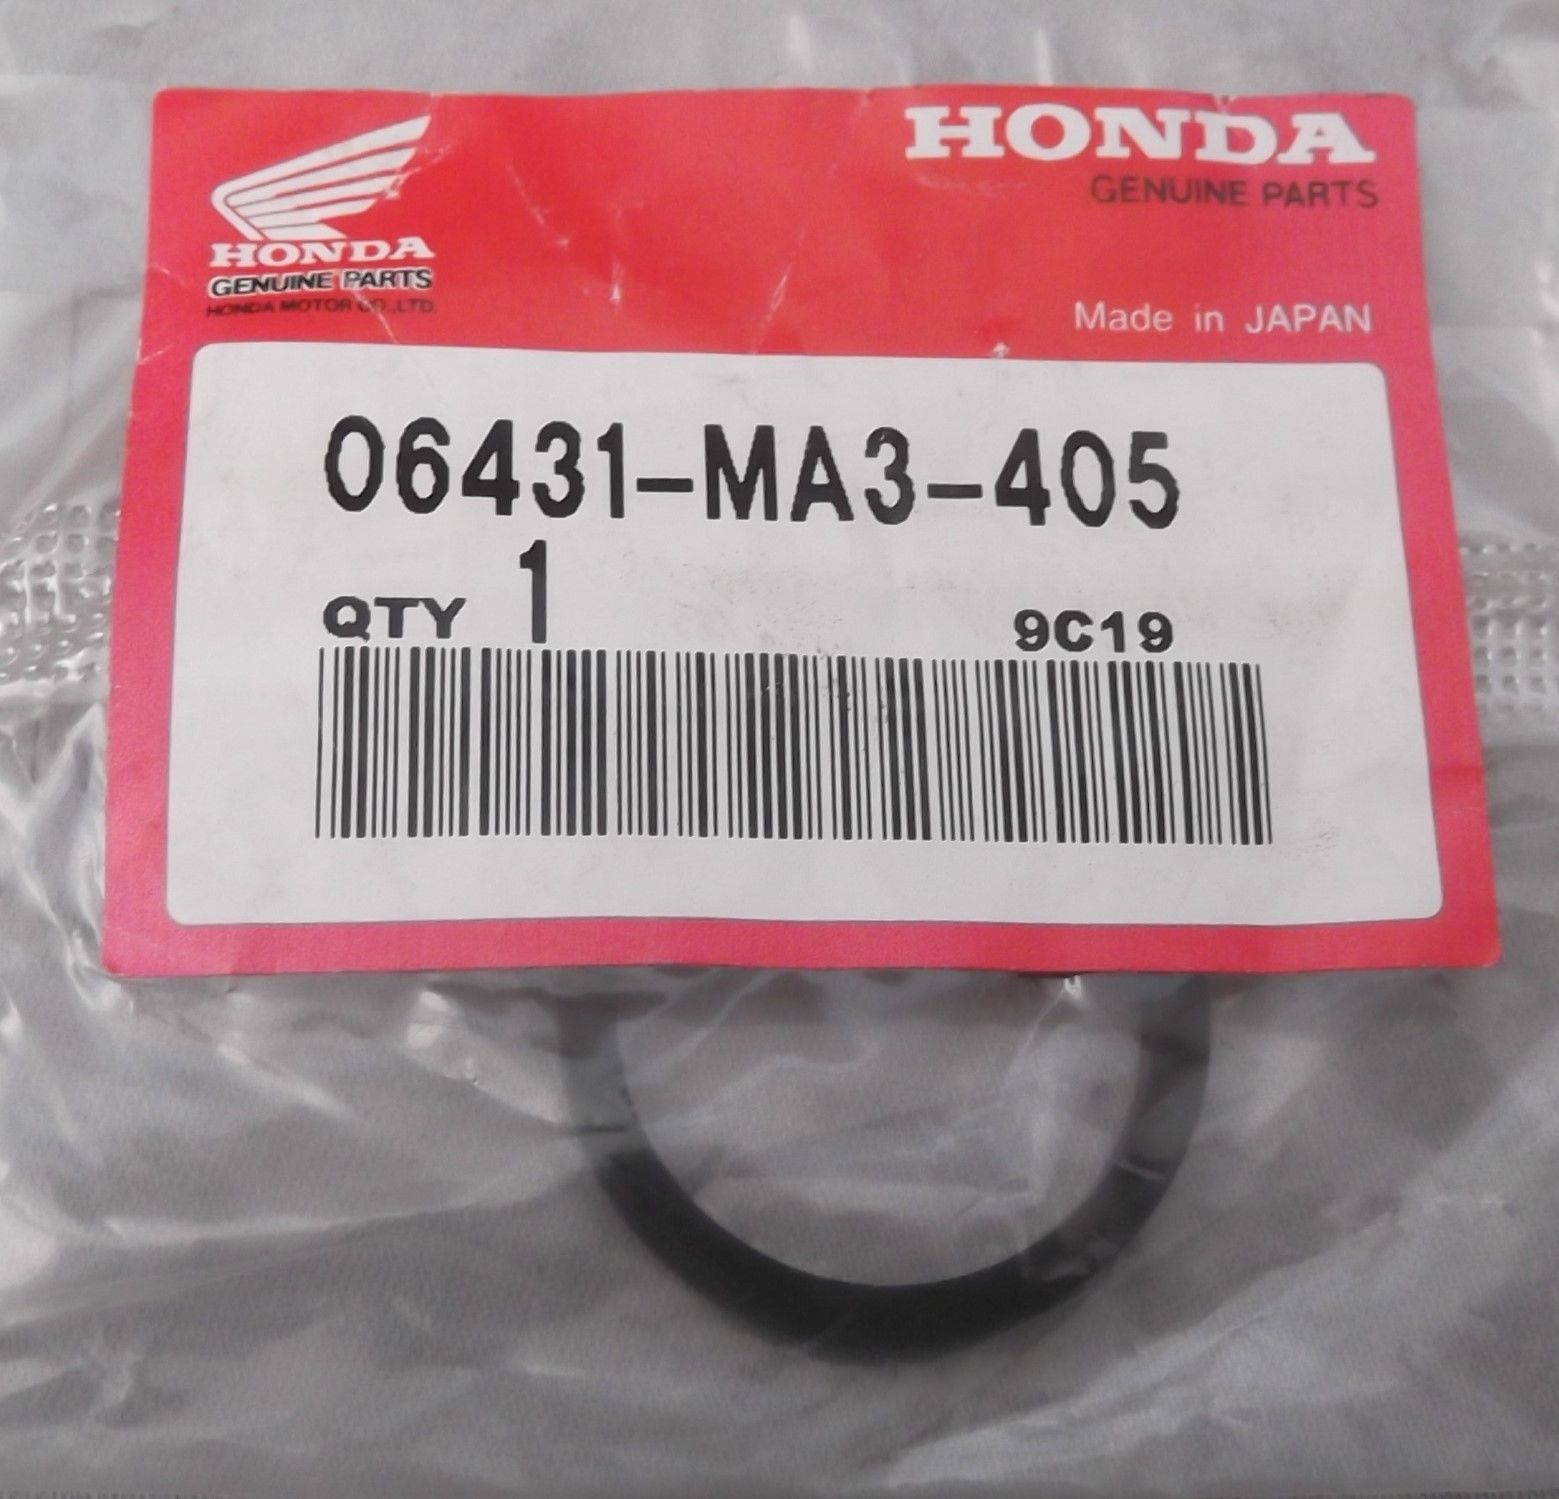 HONDA
GENUINE PARTS
HONDA MOTOR CO.,LTD.
HONDA
GENUINE PARTS
Made in JAPAN
06431-MA3-405
QTY 1
9C19